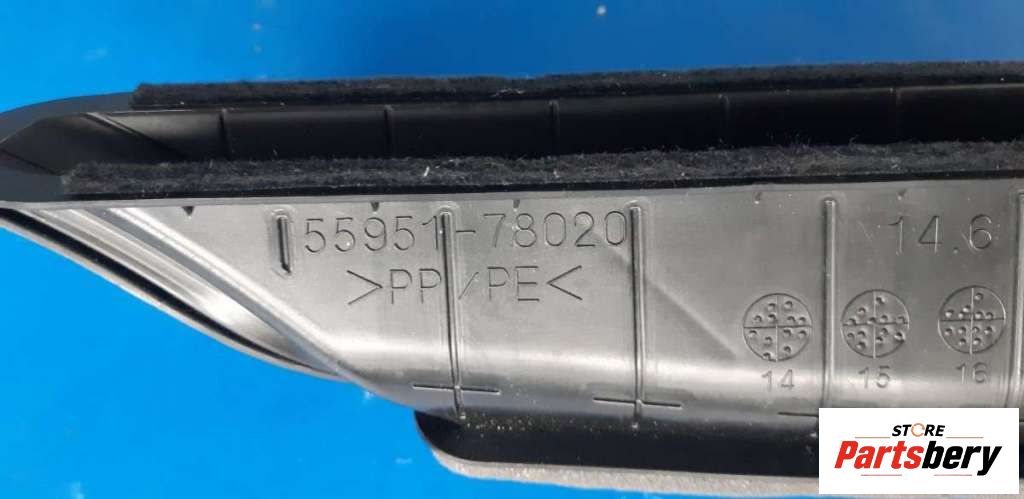 55951-78020
>PP/PE<
14.6
14 15 16
STORE
Partsbery